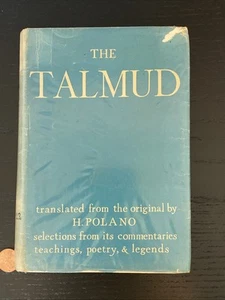 THE
TALMUD
translated from the original by
H. POLANO
selections from its commentaries
teachings, poetry, & legends